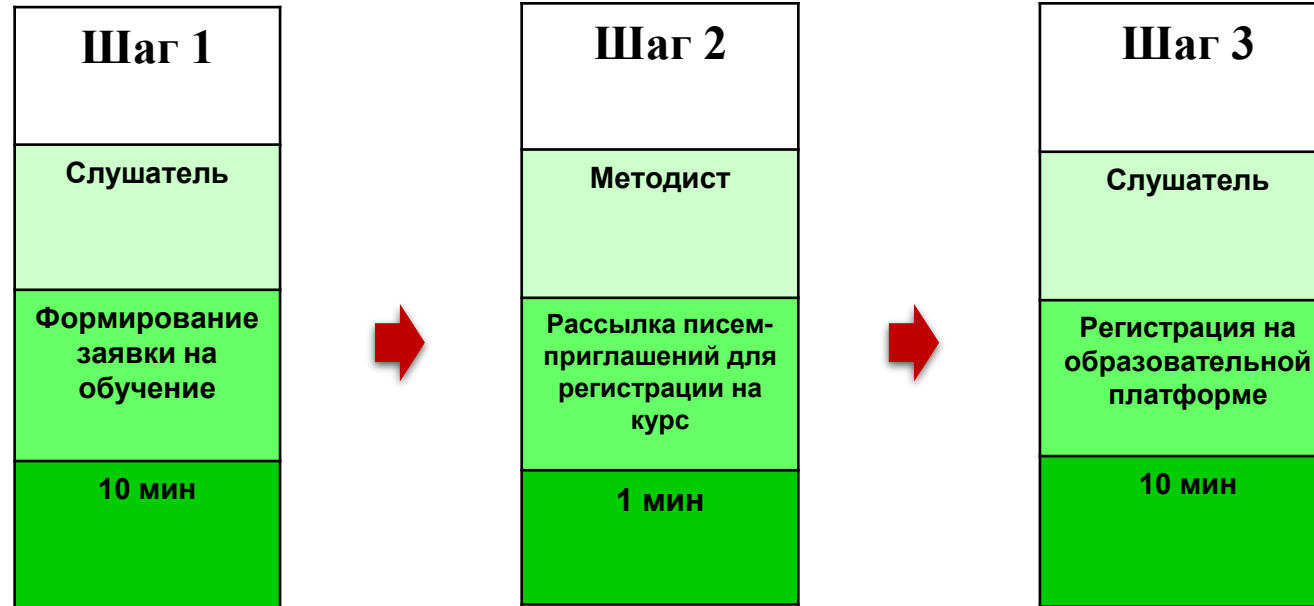 Шаг 1
Слушатель
Формирование
заявки на
обучение
10 мин
Шаг 2
Методист
Рассылка писем-
приглашений для
регистрации на
курс
1 мин
Шаг 3
Слушатель
Регистрация на
образовательной
платформе
10 мин